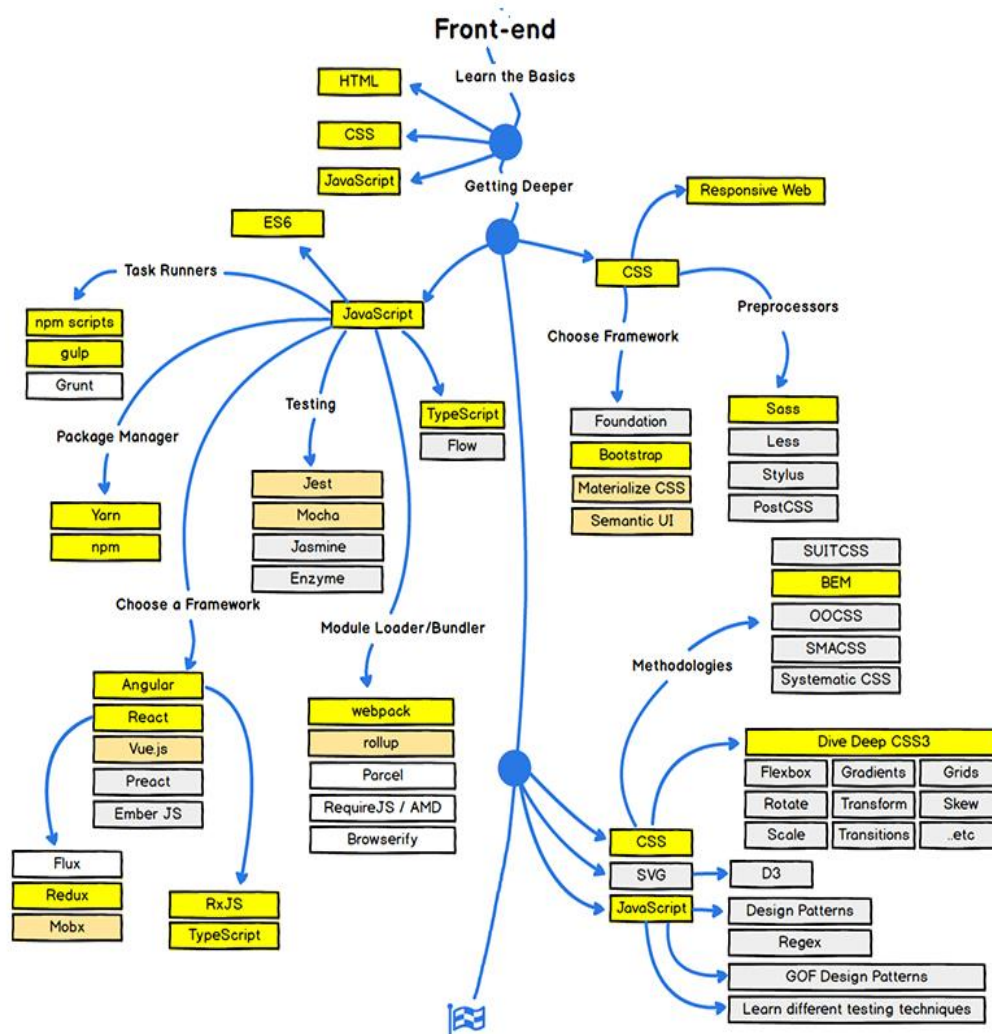 Front-end
Learn the Basics
HTML
CSS
JavaScript
Getting Deeper
Responsive Web
ES6
CSS
Task Runners
JavaScript
Preprocessors
npm scripts
gulp
Grunt
Choose Framework
Testing
TypeScript
Flow
Foundation
Bootstrap
Materialize CSS
Semantic UI
Sass
Less
Stylus
PostCSS
Package Manager
Yarn
npm
Jest
Mocha
Jasmine
Enzyme
SUITCSS
BEM
OOCSS
SMACSS
Systematic CSS
Choose a Framework
Module Loader/Bundler
Methodologies
Angular
React
Vue.js
Preact
Ember JS
webpack
rollup
Parcel
RequireJS / AMD
Browserify
Dive Deep CSS3
Flexbox Gradients Grids
Rotate Transform Skew
Scale Transitions ..etc
CSS
SVG
JavaScript
D3
Flux
Redux
Mobx
RxJS
TypeScript
Design Patterns
Regex
GOF Design Patterns
Learn different testing techniques